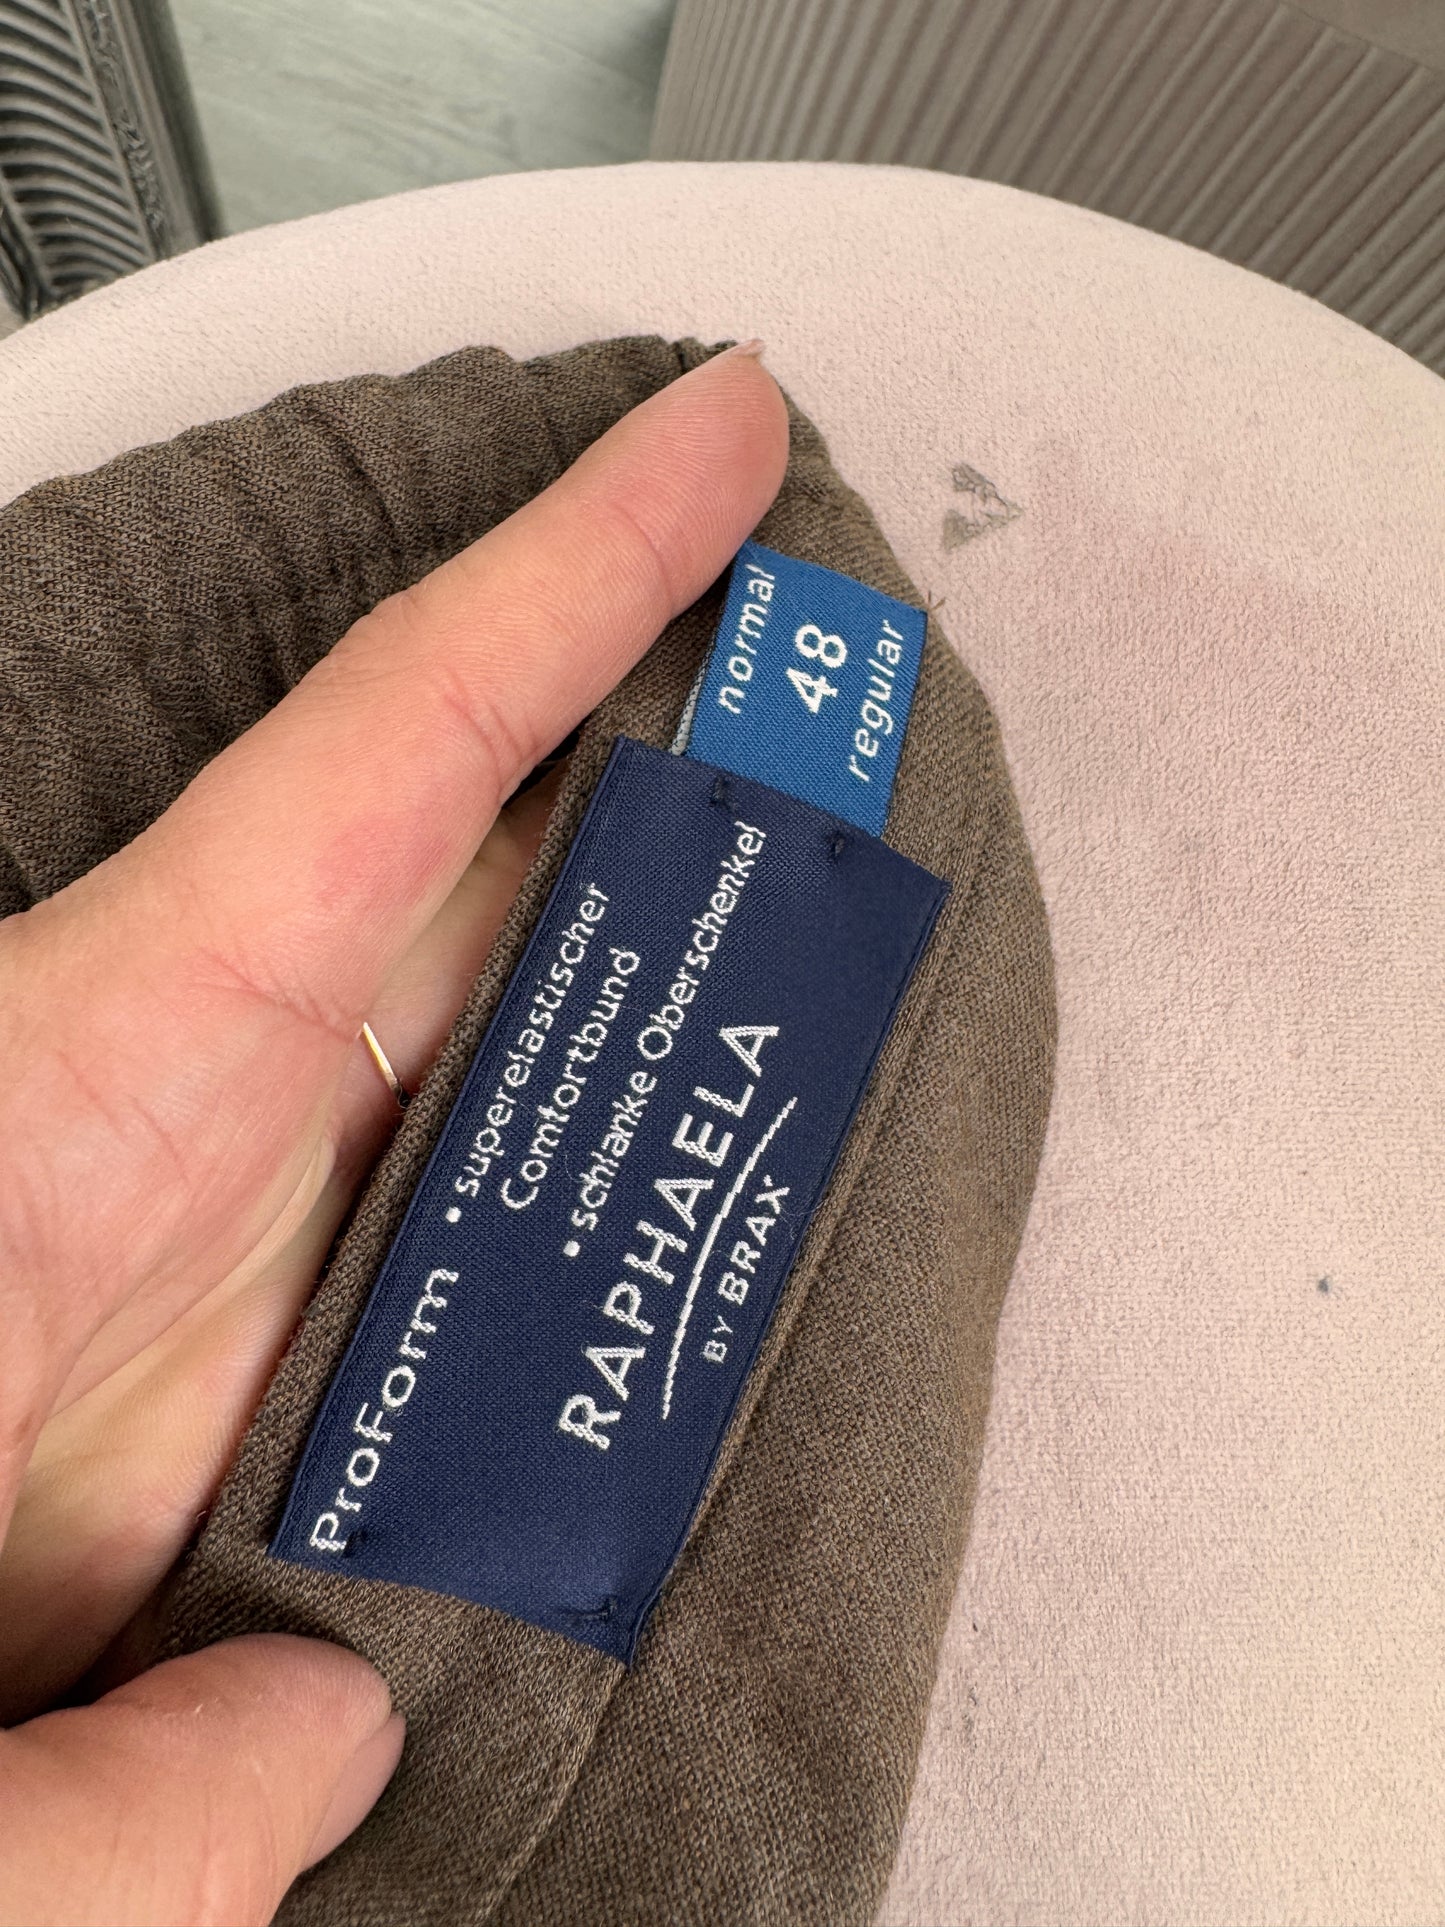 normal
48
regular
ProForm
• superelastischer
Comfortbund
• schlanke Oberschenkel
RAPHAELA
BY BRAX